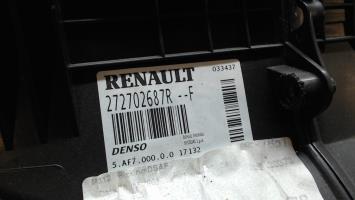 033437
RENAULT
272702687R --F
DENSO
5.AF7.000.0.0 17132